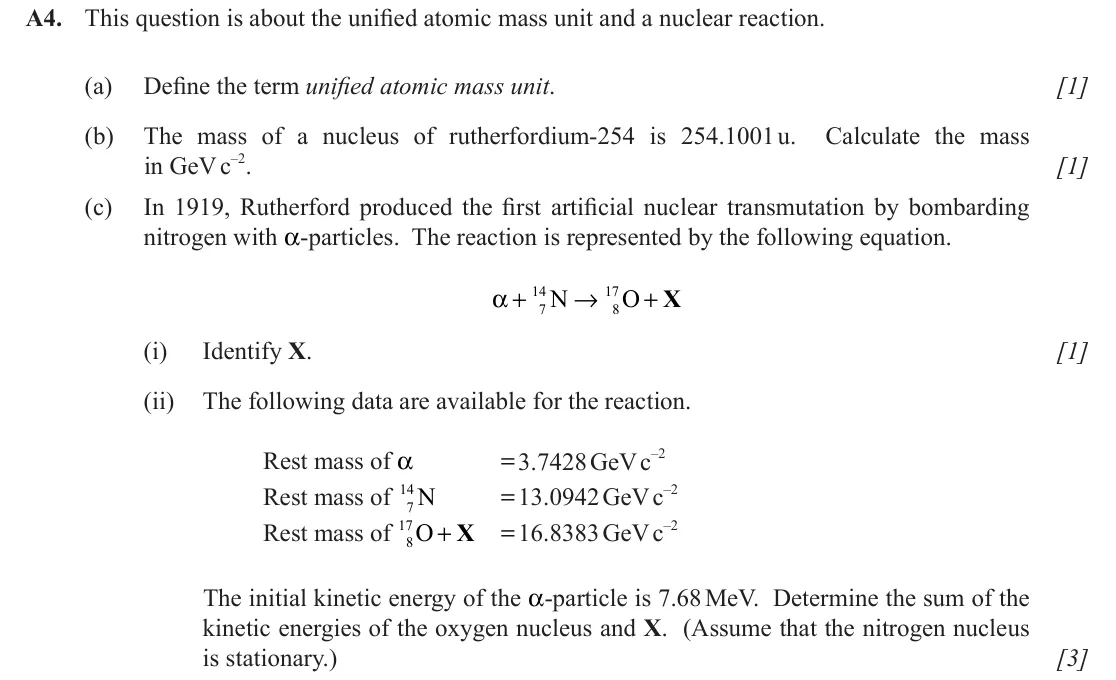 A4. This question is about the unified atomic mass unit and a nuclear reaction.
(a) Define the term unified atomic mass unit. [1]
(b) The mass of a nucleus of rutherfordium-254 is 254.1001 u. Calculate the mass
in GeV c⁻². [1]
(c) In 1919, Rutherford produced the first artificial nuclear transmutation by bombarding
nitrogen with α-particles. The reaction is represented by the following equation.
α + ¹⁴₇N → ¹⁷₈O + X
(i) Identify X. [1]
(ii) The following data are available for the reaction.
Rest mass of α = 3.7428 GeV c⁻²
Rest mass of ¹⁴₇N = 13.0942 GeV c⁻²
Rest mass of ¹⁷₈O + X = 16.8383 GeV c⁻²
The initial kinetic energy of the α-particle is 7.68 MeV. Determine the sum of the
kinetic energies of the oxygen nucleus and X. (Assume that the nitrogen nucleus
is stationary.) [3]